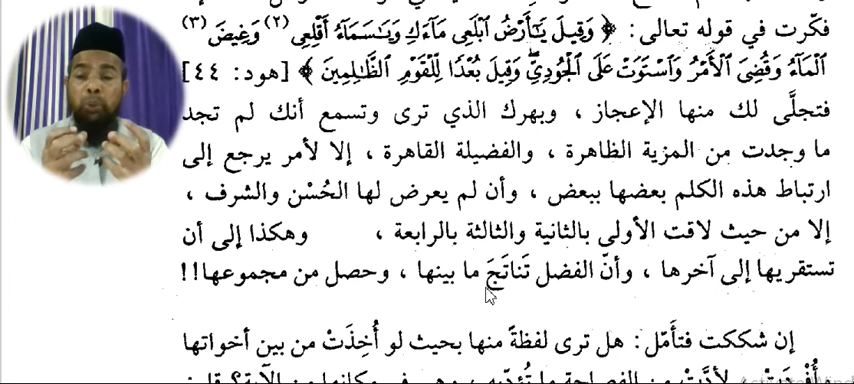 فكّرت في قوله تعالى: ﴿ وَقِيلَ يَٰٓأَرْضُ ٱبْلَعِى مَآءَكِ وَيَٰسَمَآءُ أَقْلِعِى(٢) وَغِيضَ(٣)
ٱلْمَآءُ وَقُضِىَ ٱلْأَمْرُ وَٱسْتَوَتْ عَلَى ٱلْجُودِىِّ ۖ وَقِيلَ بُعْدًا لِّلْقَوْمِ ٱلظَّٰلِمِينَ ﴾ [هود: ٤٤]
فتجلَّى لك منها الإعجاز ، وبهرك الذي ترى وتسمع أنك لم تجد
ما وجدت من المزية الظاهرة ، والفضيلة القاهرة ، إلا لأمر يرجع إلى
ارتباط هذه الكلم بعضها ببعض ، وأن لم يعرض لها الحُسْن والشرف ،
إلا من حيث لاقت الأولى بالثانية والثالثة بالرابعة ، وهكذا إلى أن
تستقريها إلى آخرها ، وأنّ الفضل تَناتَجَ ما بينها ، وحصل من مجموعها!!
إن شككت فتأمّل: هل ترى لفظةً منها بحيث لو أُخِذَتْ من بين أخواتها